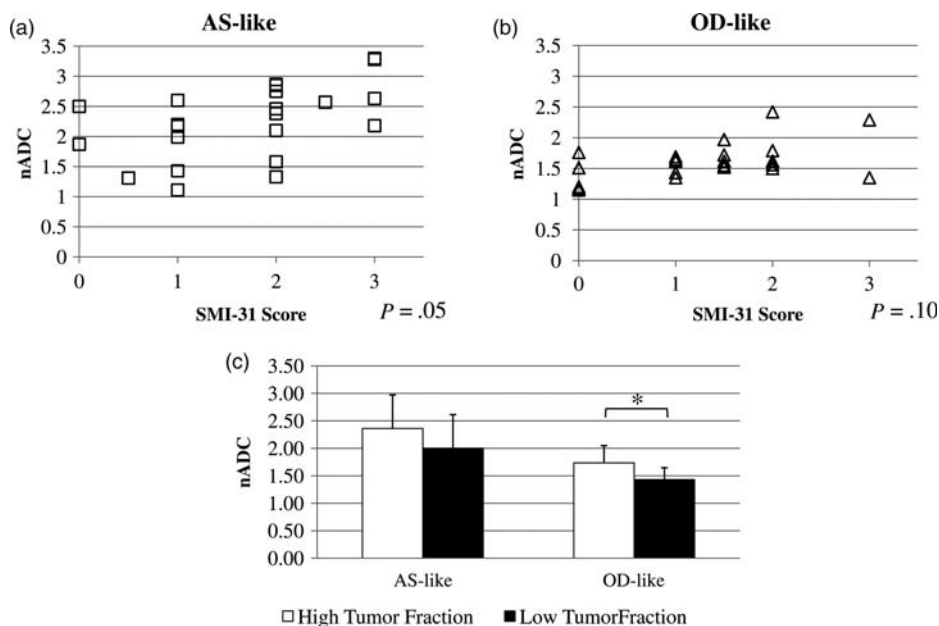 (a) AS-like
3.5
3
2.5
2
1.5
1
0.5
0
nADC
0 1 2 3
SMI-31 Score P = .05
(b) OD-like
3.5
3
2.5
2
1.5
1
0.5
0
nADC
0 1 2 3
SMI-31 Score P = .10
(c)
3.50
3.00
2.50
2.00
1.50
1.00
0.50
0.00
nADC
*
AS-like OD-like
High Tumor Fraction Low TumorFraction